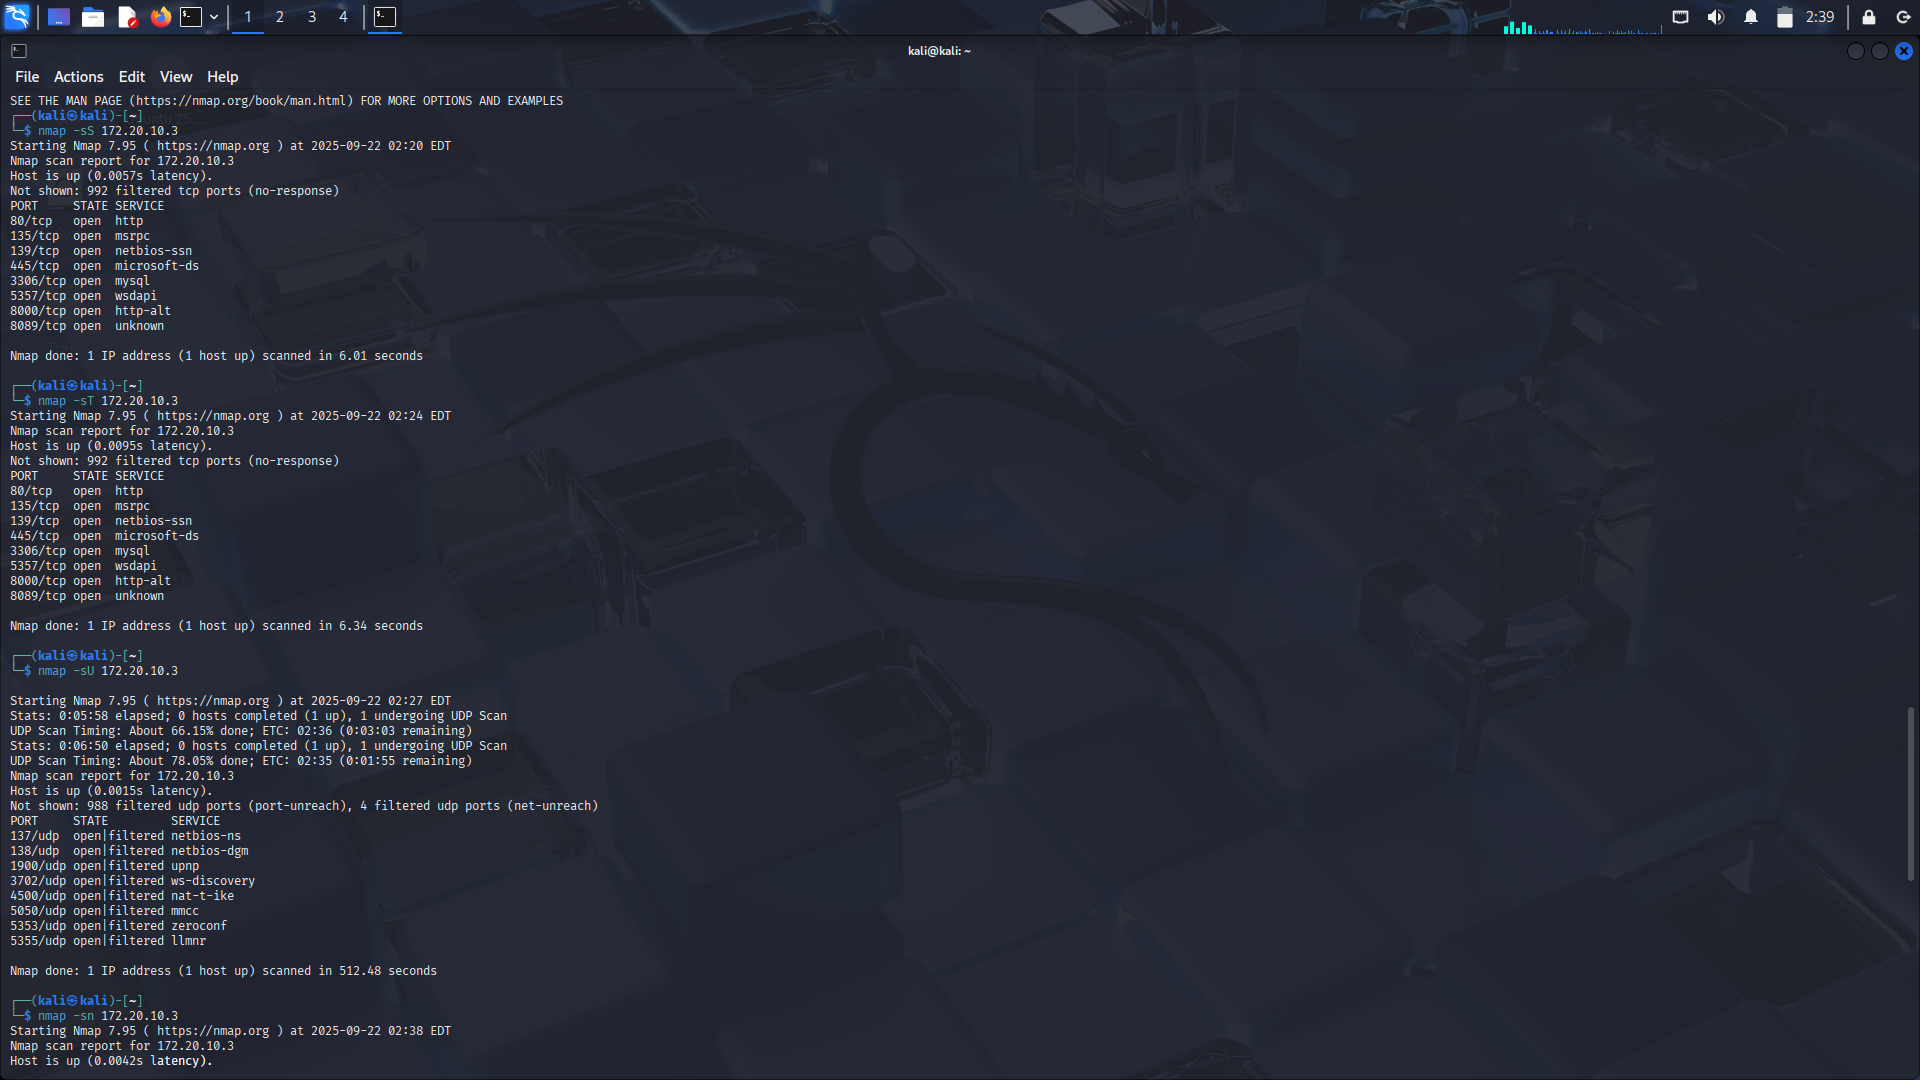 1 2 3 4
2:39
kali@kali: ~
File Actions Edit View Help
SEE THE MAN PAGE (https://nmap.org/book/man.html) FOR MORE OPTIONS AND EXAMPLES
┌──(kali㉿kali)-[~]
└─$ nmap -sS 172.20.10.3
Starting Nmap 7.95 ( https://nmap.org ) at 2025-09-22 02:20 EDT
Nmap scan report for 172.20.10.3
Host is up (0.0057s latency).
Not shown: 992 filtered tcp ports (no-response)
PORT     STATE SERVICE
80/tcp   open  http
135/tcp  open  msrpc
139/tcp  open  netbios-ssn
445/tcp  open  microsoft-ds
3306/tcp open  mysql
5357/tcp open  wsdapi
8000/tcp open  http-alt
8089/tcp open  unknown
Nmap done: 1 IP address (1 host up) scanned in 6.01 seconds
┌──(kali㉿kali)-[~]
└─$ nmap -sT 172.20.10.3
Starting Nmap 7.95 ( https://nmap.org ) at 2025-09-22 02:24 EDT
Nmap scan report for 172.20.10.3
Host is up (0.0095s latency).
Not shown: 992 filtered tcp ports (no-response)
PORT     STATE SERVICE
80/tcp   open  http
135/tcp  open  msrpc
139/tcp  open  netbios-ssn
445/tcp  open  microsoft-ds
3306/tcp open  mysql
5357/tcp open  wsdapi
8000/tcp open  http-alt
8089/tcp open  unknown
Nmap done: 1 IP address (1 host up) scanned in 6.34 seconds
┌──(kali㉿kali)-[~]
└─$ nmap -sU 172.20.10.3
Starting Nmap 7.95 ( https://nmap.org ) at 2025-09-22 02:27 EDT
Stats: 0:05:58 elapsed; 0 hosts completed (1 up), 1 undergoing UDP Scan
UDP Scan Timing: About 66.15% done; ETC: 02:36 (0:03:03 remaining)
Stats: 0:06:50 elapsed; 0 hosts completed (1 up), 1 undergoing UDP Scan
UDP Scan Timing: About 78.05% done; ETC: 02:35 (0:01:55 remaining)
Nmap scan report for 172.20.10.3
Host is up (0.0015s latency).
Not shown: 988 filtered udp ports (port-unreach), 4 filtered udp ports (net-unreach)
PORT     STATE         SERVICE
137/udp  open|filtered netbios-ns
138/udp  open|filtered netbios-dgm
1900/udp open|filtered upnp
3702/udp open|filtered ws-discovery
4500/udp open|filtered nat-t-ike
5050/udp open|filtered mmcc
5353/udp open|filtered zeroconf
5355/udp open|filtered llmnr
Nmap done: 1 IP address (1 host up) scanned in 512.48 seconds
┌──(kali㉿kali)-[~]
└─$ nmap -sn 172.20.10.3
Starting Nmap 7.95 ( https://nmap.org ) at 2025-09-22 02:38 EDT
Nmap scan report for 172.20.10.3
Host is up (0.0042s latency).